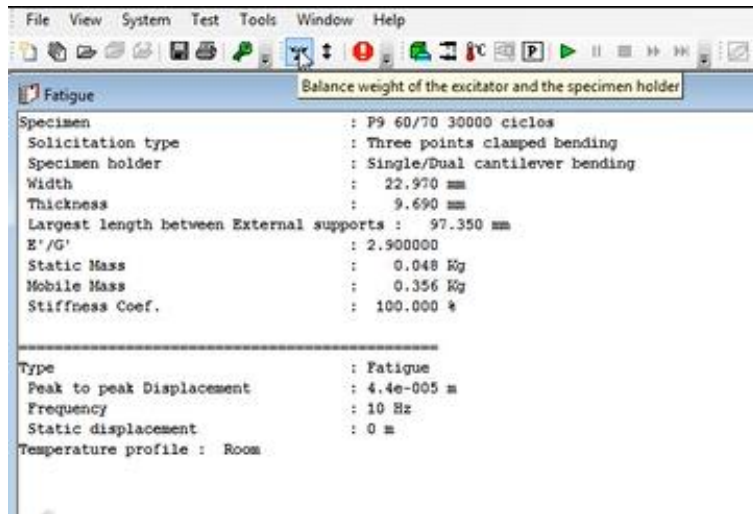 File View System Test Tools Window Help
°C P
Balance weight of the excitator and the specimen holder
Fatigue
Specimen : P9 60/70 30000 ciclos
Solicitation type : Three points clamped bending
Specimen holder : Single/Dual cantilever bending
Width : 22.970 mm
Thickness : 9.690 mm
Largest length between External supports : 97.350 mm
E'/G' : 2.900000
Static Mass : 0.048 Kg
Mobile Mass : 0.356 Kg
Stiffness Coef. : 100.000 %
==================================================
Type : Fatigue
Peak to peak Displacement : 4.4e-005 m
Frequency : 10 Hz
Static displacement : 0 m
Temperature profile : Room